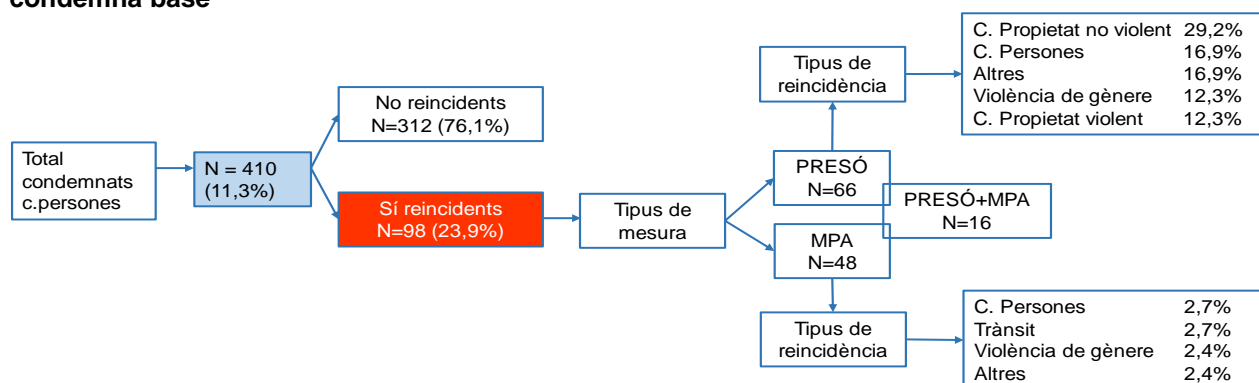 condemna base
Total
condemnats
c.persones
N = 410
(11,3%)
No reincidents
N=312 (76,1%)
Sí reincidents
N=98 (23,9%)
Tipus de
mesura
Tipus de
reincidència
C. Propietat no violent 29,2%
C. Persones 16,9%
Altres 16,9%
Violència de gènere 12,3%
C. Propietat violent 12,3%
PRESÓ
N=66
PRESÓ+MPA
N=16
MPA
N=48
Tipus de
reincidència
C. Persones 2,7%
Trànsit 2,7%
Violència de gènere 2,4%
Altres 2,4%